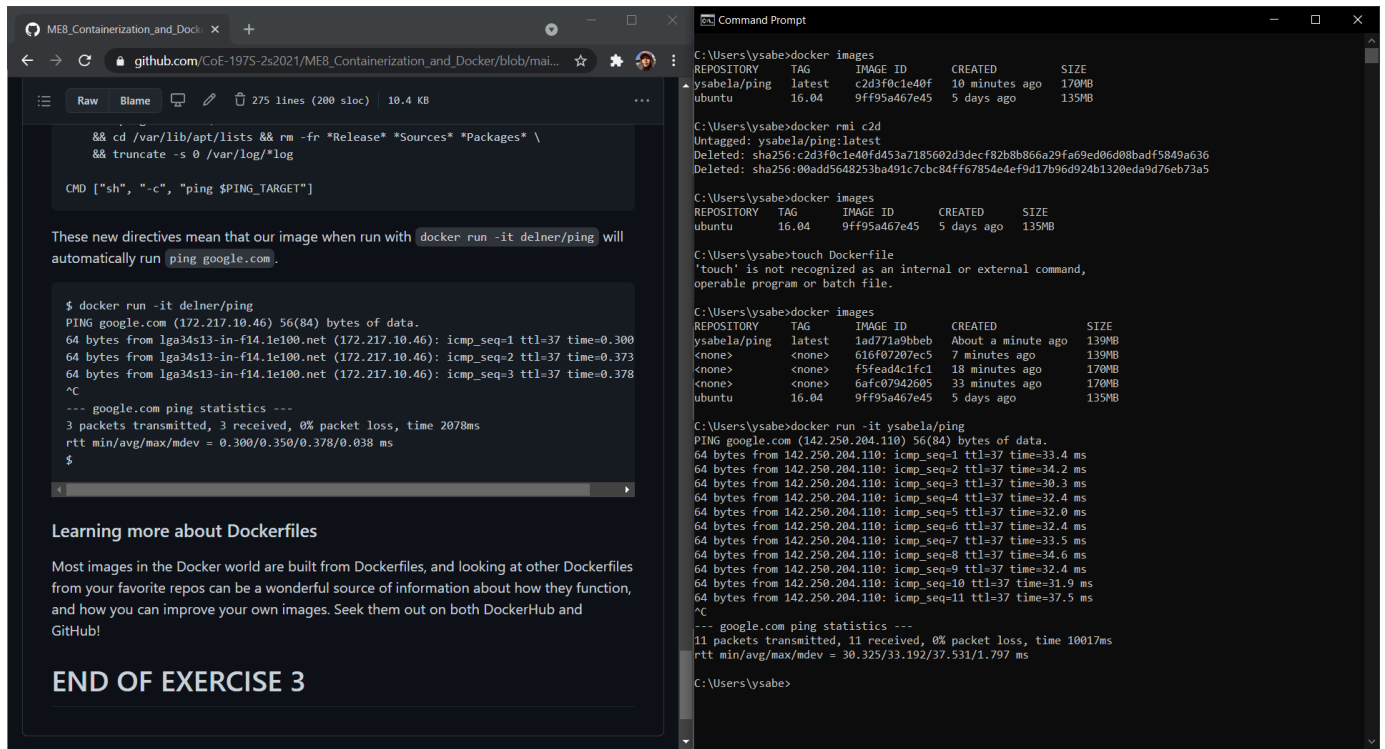 ME8_Containerization_and_Dock
github.com/CoE-197S-2s2021/ME8_Containerization_and_Docker/blob/mai...
Raw Blame 275 lines (200 sloc) 10.4 KB
&& cd /var/lib/apt/lists && rm -fr *Release* *Sources* *Packages* \
&& truncate -s 0 /var/log/*log
CMD ["sh", "-c", "ping $PING_TARGET"]
These new directives mean that our image when run with docker run -it delner/ping will
automatically run ping google.com.
$ docker run -it delner/ping
PING google.com (172.217.10.46) 56(84) bytes of data.
64 bytes from lga34s13-in-f14.1e100.net (172.217.10.46): icmp_seq=1 ttl=37 time=0.300
64 bytes from lga34s13-in-f14.1e100.net (172.217.10.46): icmp_seq=2 ttl=37 time=0.373
64 bytes from lga34s13-in-f14.1e100.net (172.217.10.46): icmp_seq=3 ttl=37 time=0.378
^C
--- google.com ping statistics ---
3 packets transmitted, 3 received, 0% packet loss, time 2078ms
rtt min/avg/max/mdev = 0.300/0.350/0.378/0.038 ms
$
Learning more about Dockerfiles
Most images in the Docker world are built from Dockerfiles, and looking at other Dockerfiles
from your favorite repos can be a wonderful source of information about how they function,
and how you can improve your own images. Seek them out on both DockerHub and
GitHub!
END OF EXERCISE 3
Command Prompt
C:\Users\ysabe>docker images
REPOSITORY TAG IMAGE ID CREATED SIZE
ysabela/ping latest c2d3f0c1e40f 10 minutes ago 170MB
ubuntu 16.04 9ff95a467e45 5 days ago 135MB
C:\Users\ysabe>docker rmi c2d
Untagged: ysabela/ping:latest
Deleted: sha256:c2d3f0c1e40fd453a7185602d3decf82b8b866a29fa69ed06d08badf5849a636
Deleted: sha256:00add5648253ba491c7cbc84ff67854e4ef9d17b96d924b1320eda9d76eb73a5
C:\Users\ysabe>docker images
REPOSITORY TAG IMAGE ID CREATED SIZE
ubuntu 16.04 9ff95a467e45 5 days ago 135MB
C:\Users\ysabe>touch Dockerfile
'touch' is not recognized as an internal or external command,
operable program or batch file.
C:\Users\ysabe>docker images
REPOSITORY TAG IMAGE ID CREATED SIZE
ysabela/ping latest 1ad771a9bbeb About a minute ago 139MB
<none> <none> 616f07207ec5 7 minutes ago 139MB
<none> <none> f5fead4c1fc1 18 minutes ago 170MB
<none> <none> 6afc07942605 33 minutes ago 170MB
ubuntu 16.04 9ff95a467e45 5 days ago 135MB
C:\Users\ysabe>docker run -it ysabela/ping
PING google.com (142.250.204.110) 56(84) bytes of data.
64 bytes from 142.250.204.110: icmp_seq=1 ttl=37 time=33.4 ms
64 bytes from 142.250.204.110: icmp_seq=2 ttl=37 time=34.2 ms
64 bytes from 142.250.204.110: icmp_seq=3 ttl=37 time=30.3 ms
64 bytes from 142.250.204.110: icmp_seq=4 ttl=37 time=32.4 ms
64 bytes from 142.250.204.110: icmp_seq=5 ttl=37 time=32.0 ms
64 bytes from 142.250.204.110: icmp_seq=6 ttl=37 time=32.4 ms
64 bytes from 142.250.204.110: icmp_seq=7 ttl=37 time=33.5 ms
64 bytes from 142.250.204.110: icmp_seq=8 ttl=37 time=34.6 ms
64 bytes from 142.250.204.110: icmp_seq=9 ttl=37 time=32.4 ms
64 bytes from 142.250.204.110: icmp_seq=10 ttl=37 time=31.9 ms
64 bytes from 142.250.204.110: icmp_seq=11 ttl=37 time=37.5 ms
^C
--- google.com ping statistics ---
11 packets transmitted, 11 received, 0% packet loss, time 10017ms
rtt min/avg/max/mdev = 30.325/33.192/37.531/1.797 ms
C:\Users\ysabe>